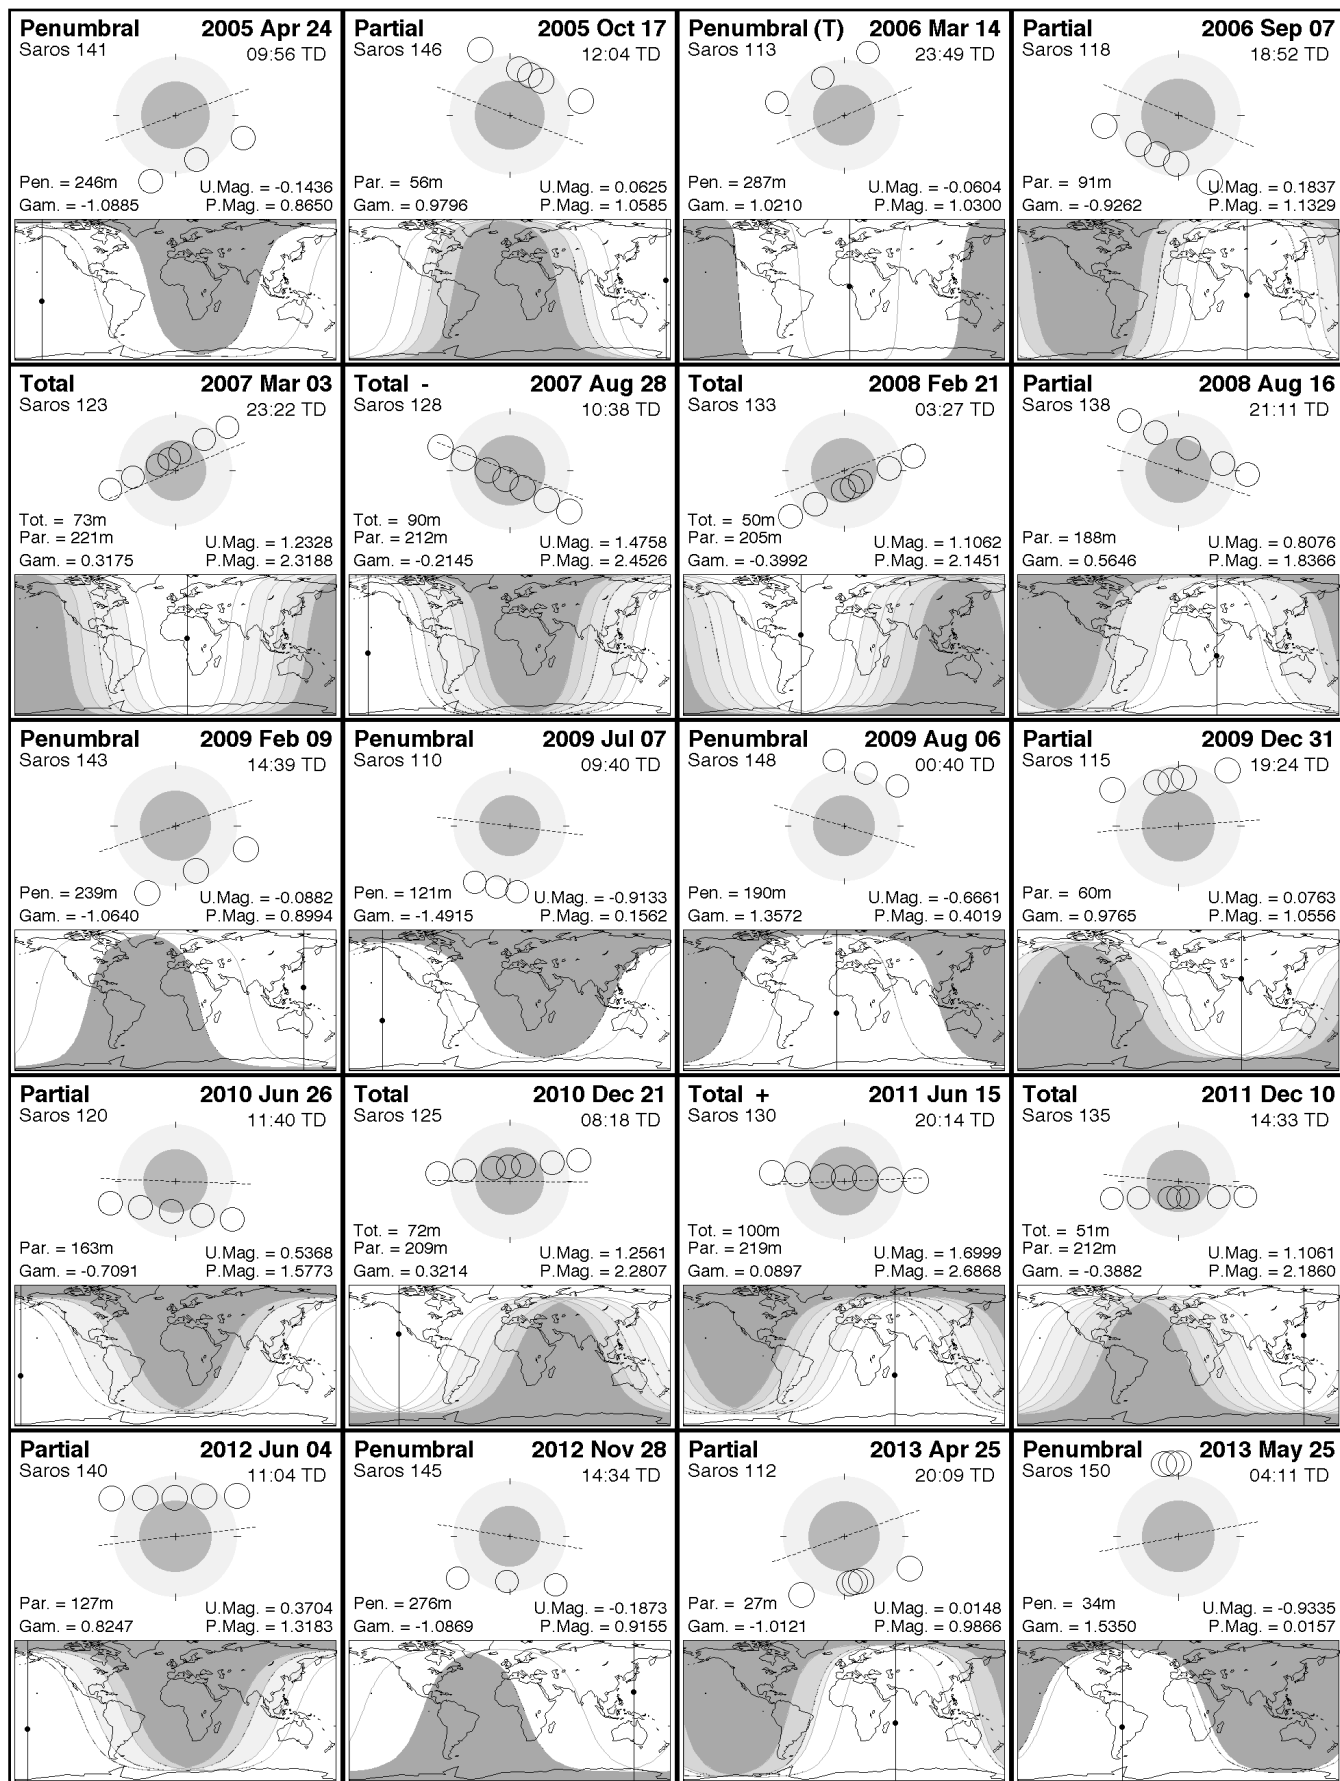 Penumbral 2005 Apr 24
Saros 141 09:56 TD
Pen. = 246m U.Mag. = -0.1436
Gam. = -1.0885 P.Mag. = 0.8650
Partial 2005 Oct 17
Saros 146 12:04 TD
Par. = 56m U.Mag. = 0.0625
Gam. = 0.9796 P.Mag. = 1.0585
Penumbral (T) 2006 Mar 14
Saros 113 23:49 TD
Pen. = 287m U.Mag. = -0.0604
Gam. = 1.0210 P.Mag. = 1.0300
Partial 2006 Sep 07
Saros 118 18:52 TD
Par. = 91m U.Mag. = 0.1837
Gam. = -0.9262 P.Mag. = 1.1329
Total 2007 Mar 03
Saros 123 23:22 TD
Tot. = 73m
Par. = 221m U.Mag. = 1.2328
Gam. = 0.3175 P.Mag. = 2.3188
Total - 2007 Aug 28
Saros 128 10:38 TD
Tot. = 90m
Par. = 212m U.Mag. = 1.4758
Gam. = -0.2145 P.Mag. = 2.4526
Total 2008 Feb 21
Saros 133 03:27 TD
Tot. = 50m
Par. = 205m U.Mag. = 1.1062
Gam. = -0.3992 P.Mag. = 2.1451
Partial 2008 Aug 16
Saros 138 21:11 TD
Par. = 188m U.Mag. = 0.8076
Gam. = 0.5646 P.Mag. = 1.8366
Penumbral 2009 Feb 09
Saros 143 14:39 TD
Pen. = 239m U.Mag. = -0.0882
Gam. = -1.0640 P.Mag. = 0.8994
Penumbral 2009 Jul 07
Saros 110 09:40 TD
Pen. = 121m U.Mag. = -0.9133
Gam. = -1.4915 P.Mag. = 0.1562
Penumbral 2009 Aug 06
Saros 148 00:40 TD
Pen. = 190m U.Mag. = -0.6661
Gam. = 1.3572 P.Mag. = 0.4019
Partial 2009 Dec 31
Saros 115 19:24 TD
Par. = 60m U.Mag. = 0.0763
Gam. = 0.9765 P.Mag. = 1.0556
Partial 2010 Jun 26
Saros 120 11:40 TD
Par. = 163m U.Mag. = 0.5368
Gam. = -0.7091 P.Mag. = 1.5773
Total 2010 Dec 21
Saros 125 08:18 TD
Tot. = 72m
Par. = 209m U.Mag. = 1.2561
Gam. = 0.3214 P.Mag. = 2.2807
Total + 2011 Jun 15
Saros 130 20:14 TD
Tot. = 100m
Par. = 219m U.Mag. = 1.6999
Gam. = 0.0897 P.Mag. = 2.6868
Total 2011 Dec 10
Saros 135 14:33 TD
Tot. = 51m
Par. = 212m U.Mag. = 1.1061
Gam. = -0.3882 P.Mag. = 2.1860
Partial 2012 Jun 04
Saros 140 11:04 TD
Par. = 127m U.Mag. = 0.3704
Gam. = 0.8247 P.Mag. = 1.3183
Penumbral 2012 Nov 28
Saros 145 14:34 TD
Pen. = 276m U.Mag. = -0.1873
Gam. = -1.0869 P.Mag. = 0.9155
Partial 2013 Apr 25
Saros 112 20:09 TD
Par. = 27m U.Mag. = 0.0148
Gam. = -1.0121 P.Mag. = 0.9866
Penumbral 2013 May 25
Saros 150 04:11 TD
Pen. = 34m U.Mag. = -0.9335
Gam. = 1.5350 P.Mag. = 0.0157